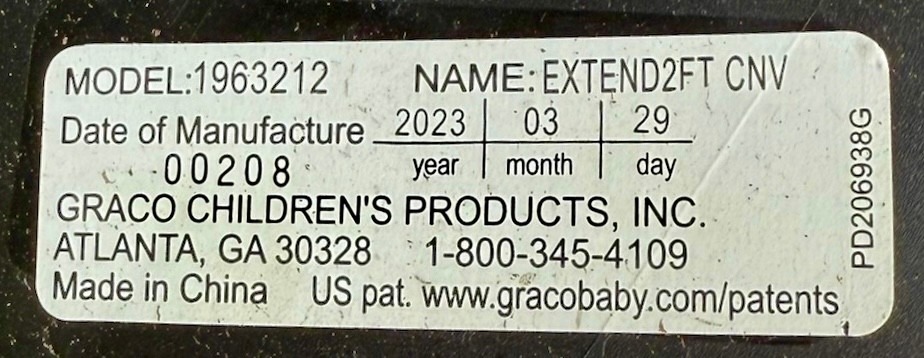 MODEL:1963212 NAME:EXTEND2FT CNV
Date of Manufacture 2023 03 29
year month day
00208
GRACO CHILDREN'S PRODUCTS, INC.
ATLANTA, GA 30328 1-800-345-4109
Made in China US pat. www.gracobaby.com/patents
PD206938G